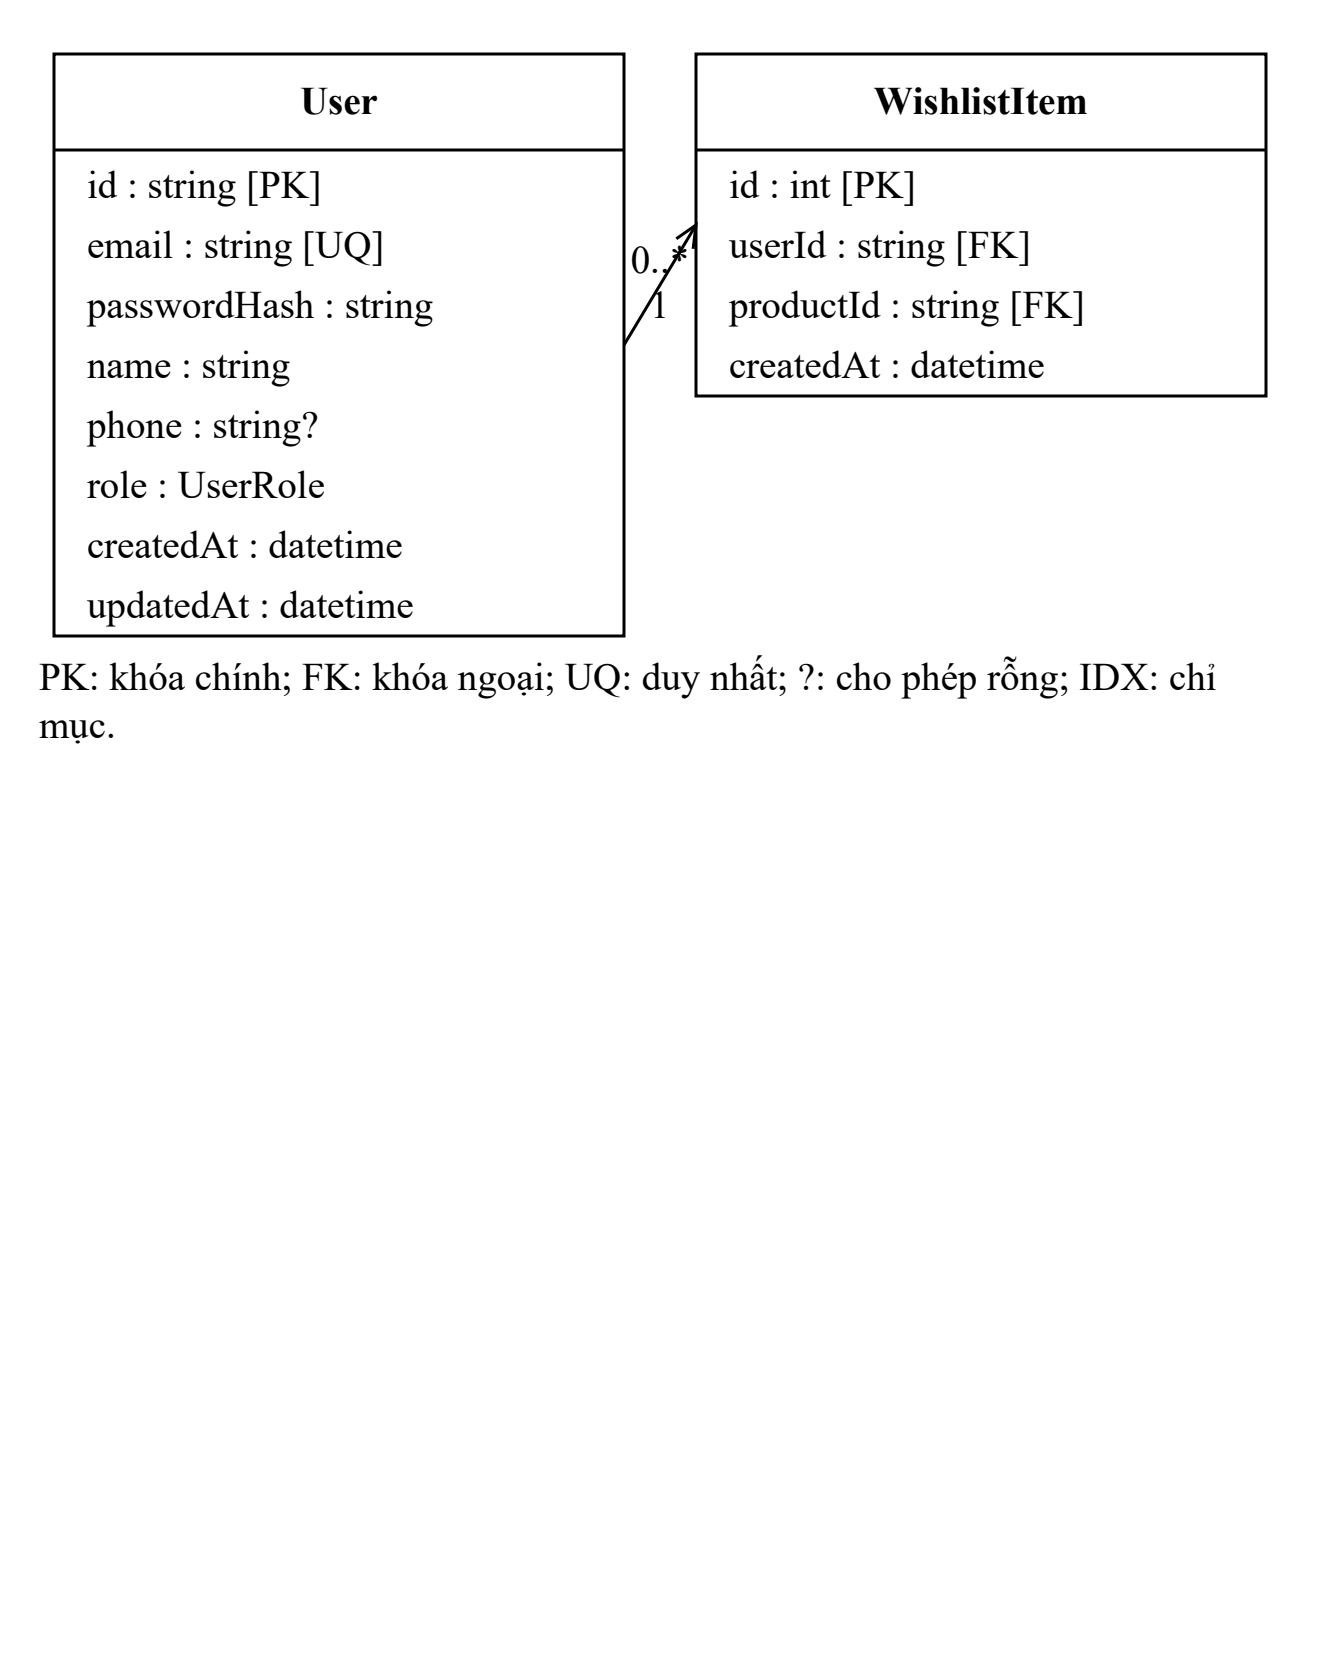 User
id : string [PK]
email : string [UQ]
passwordHash : string
name : string
phone : string?
role : UserRole
createdAt : datetime
updatedAt : datetime
0..*
1
WishlistItem
id : int [PK]
userId : string [FK]
productId : string [FK]
createdAt : datetime
PK: khóa chính; FK: khóa ngoại; UQ: duy nhất; ?: cho phép rỗng; IDX: chỉ
mục.